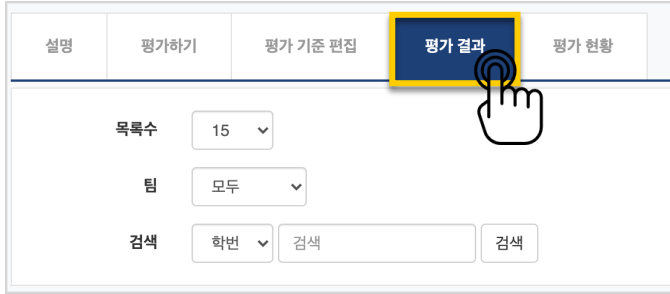 설명 평가하기 평가 기준 편집 평가 결과 평가 현황
목록수 15
팀 모두
검색 학번 검색 검색